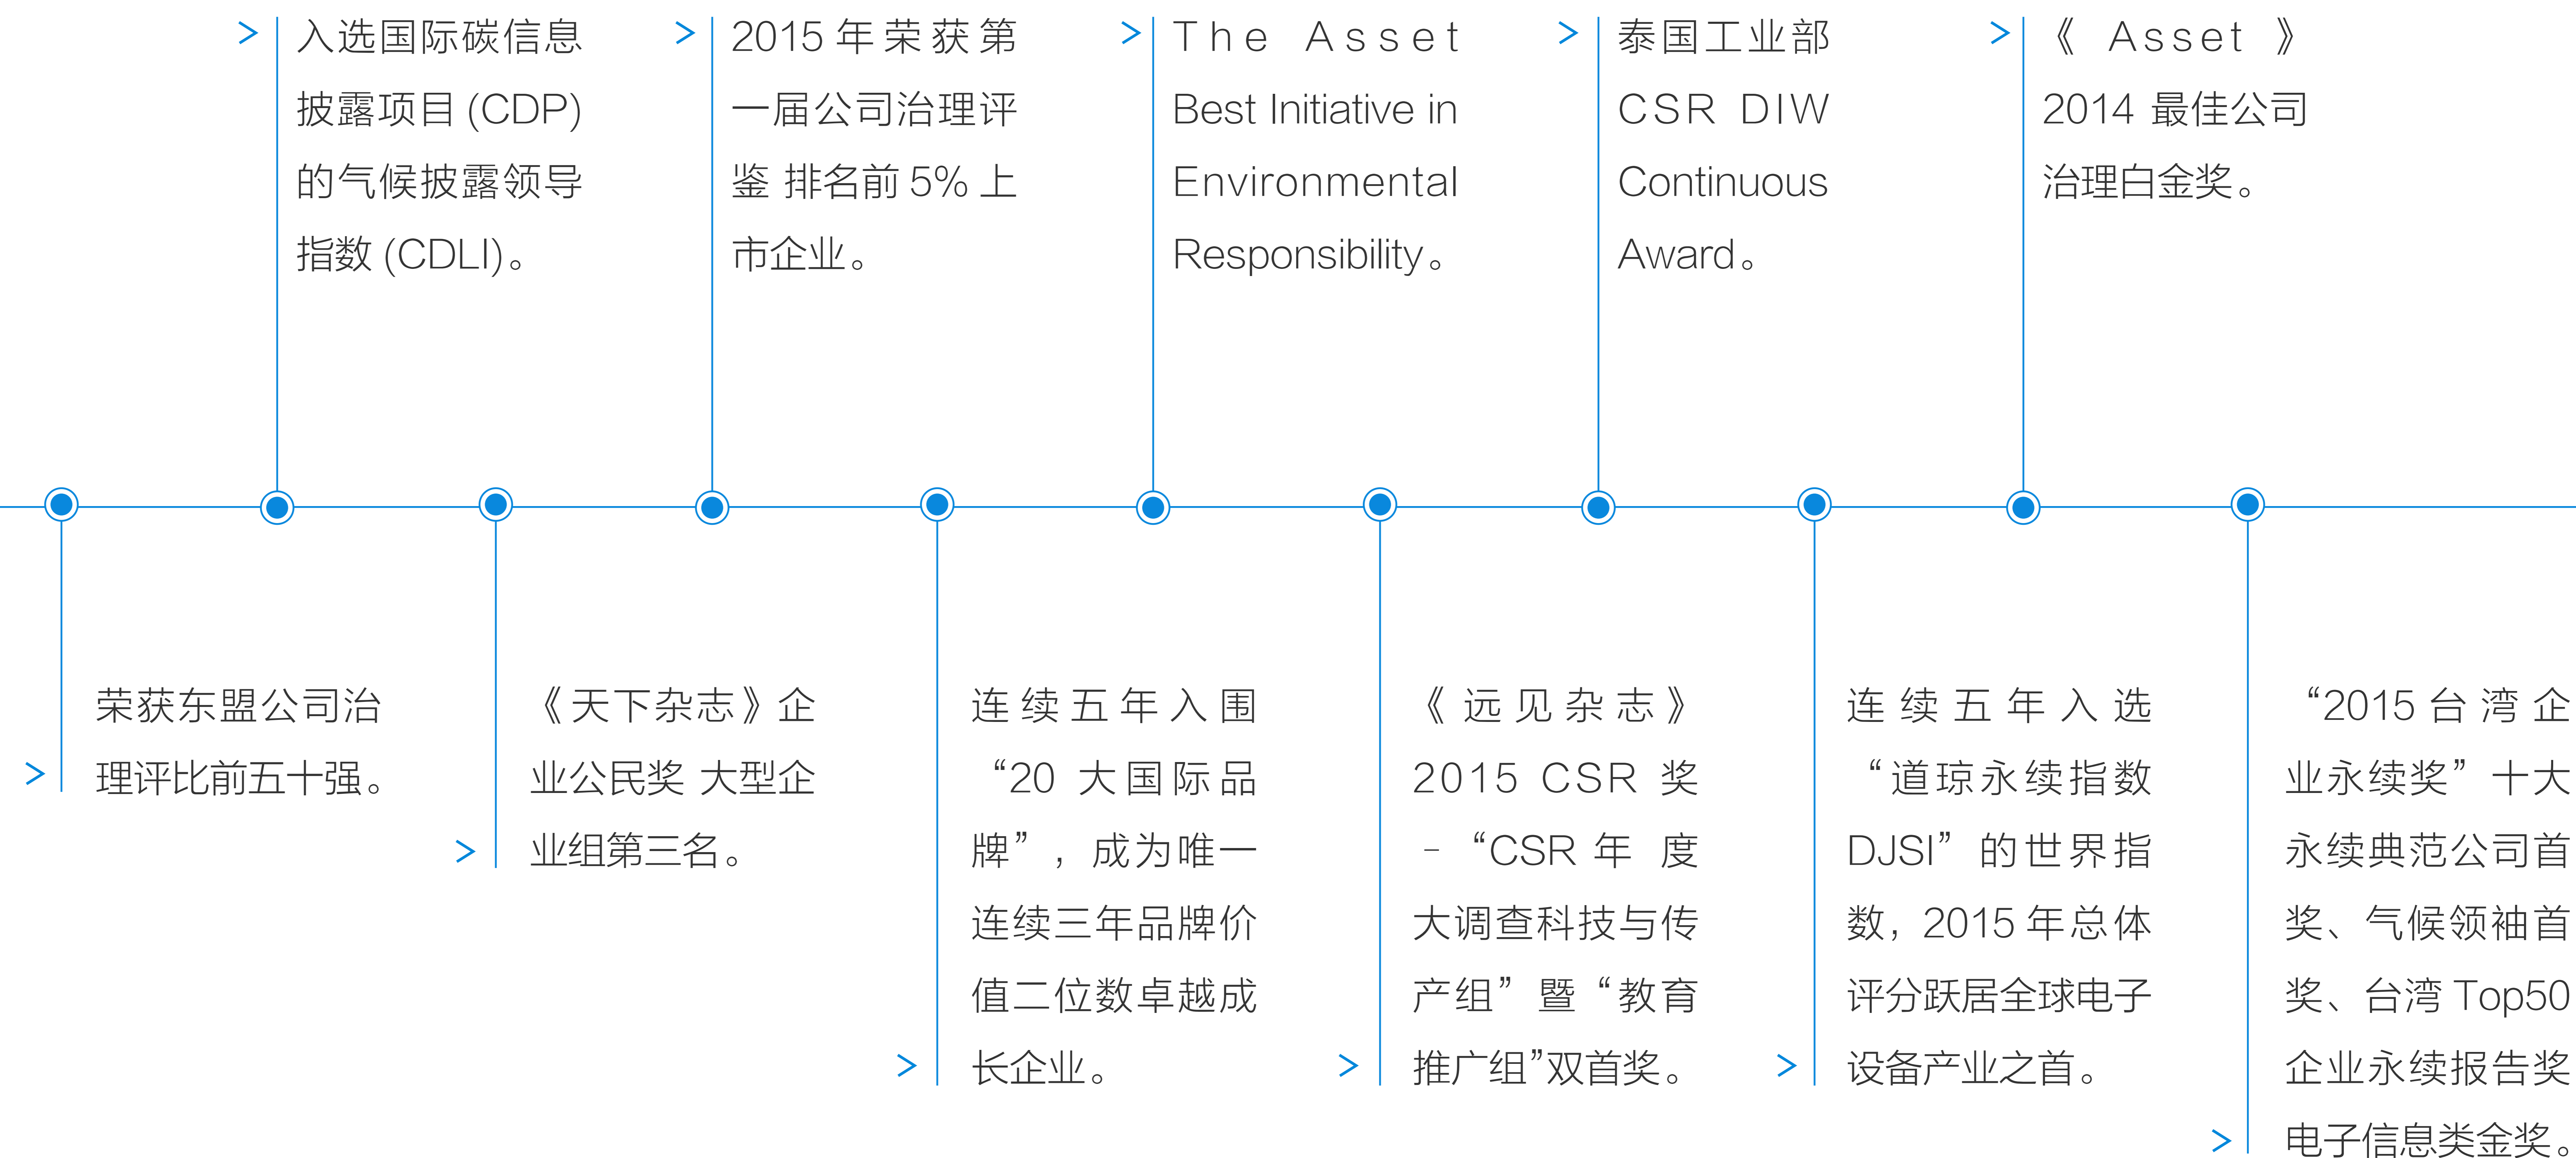 入选国际碳信息
披露项目 (CDP)
的气候披露领导
指数 (CDLI)。
2015 年荣获第
一届公司治理评
鉴 排名前 5% 上
市企业。
The Asset
Best Initiative in
Environmental
Responsibility。
泰国工业部
CSR DIW
Continuous
Award。
《 Asset 》
2014 最佳公司
治理白金奖。
荣获东盟公司治
理评比前五十强。
《天下杂志》企
业公民奖 大型企
业组第三名。
连续五年入围
“20 大国际品
牌”，成为唯一
连续三年品牌价
值二位数卓越成
长企业。
《远见杂志》
2015 CSR 奖
-“CSR 年 度
大调查科技与传
产组”暨“教育
推广组”双首奖。
连续五年入选
“道琼永续指数
DJSI”的世界指
数，2015 年总体
评分跃居全球电子
设备产业之首。
“2015 台湾企
业永续奖”十大
永续典范公司首
奖、气候领袖首
奖、台湾 Top50
企业永续报告奖
电子信息类金奖。